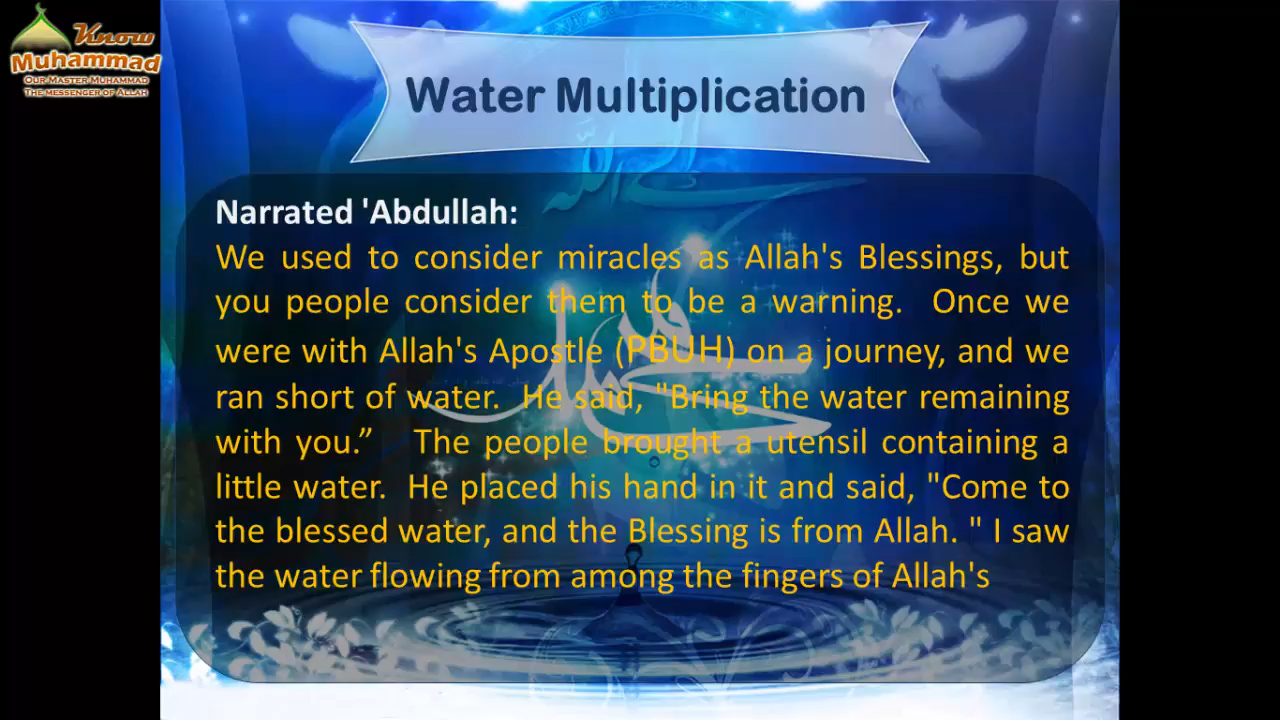 Know
Muhammad
OUR MASTER MUHAMMAD
THE MESSENGER OF ALLAH
Water Multiplication
Narrated 'Abdullah:
We used to consider miracles as Allah's Blessings, but
you people consider them to be a warning. Once we
were with Allah's Apostle (PBUH) on a journey, and we
ran short of water. He said, "Bring the water remaining
with you.” The people brought a utensil containing a
little water. He placed his hand in it and said, "Come to
the blessed water, and the Blessing is from Allah. " I saw
the water flowing from among the fingers of Allah's